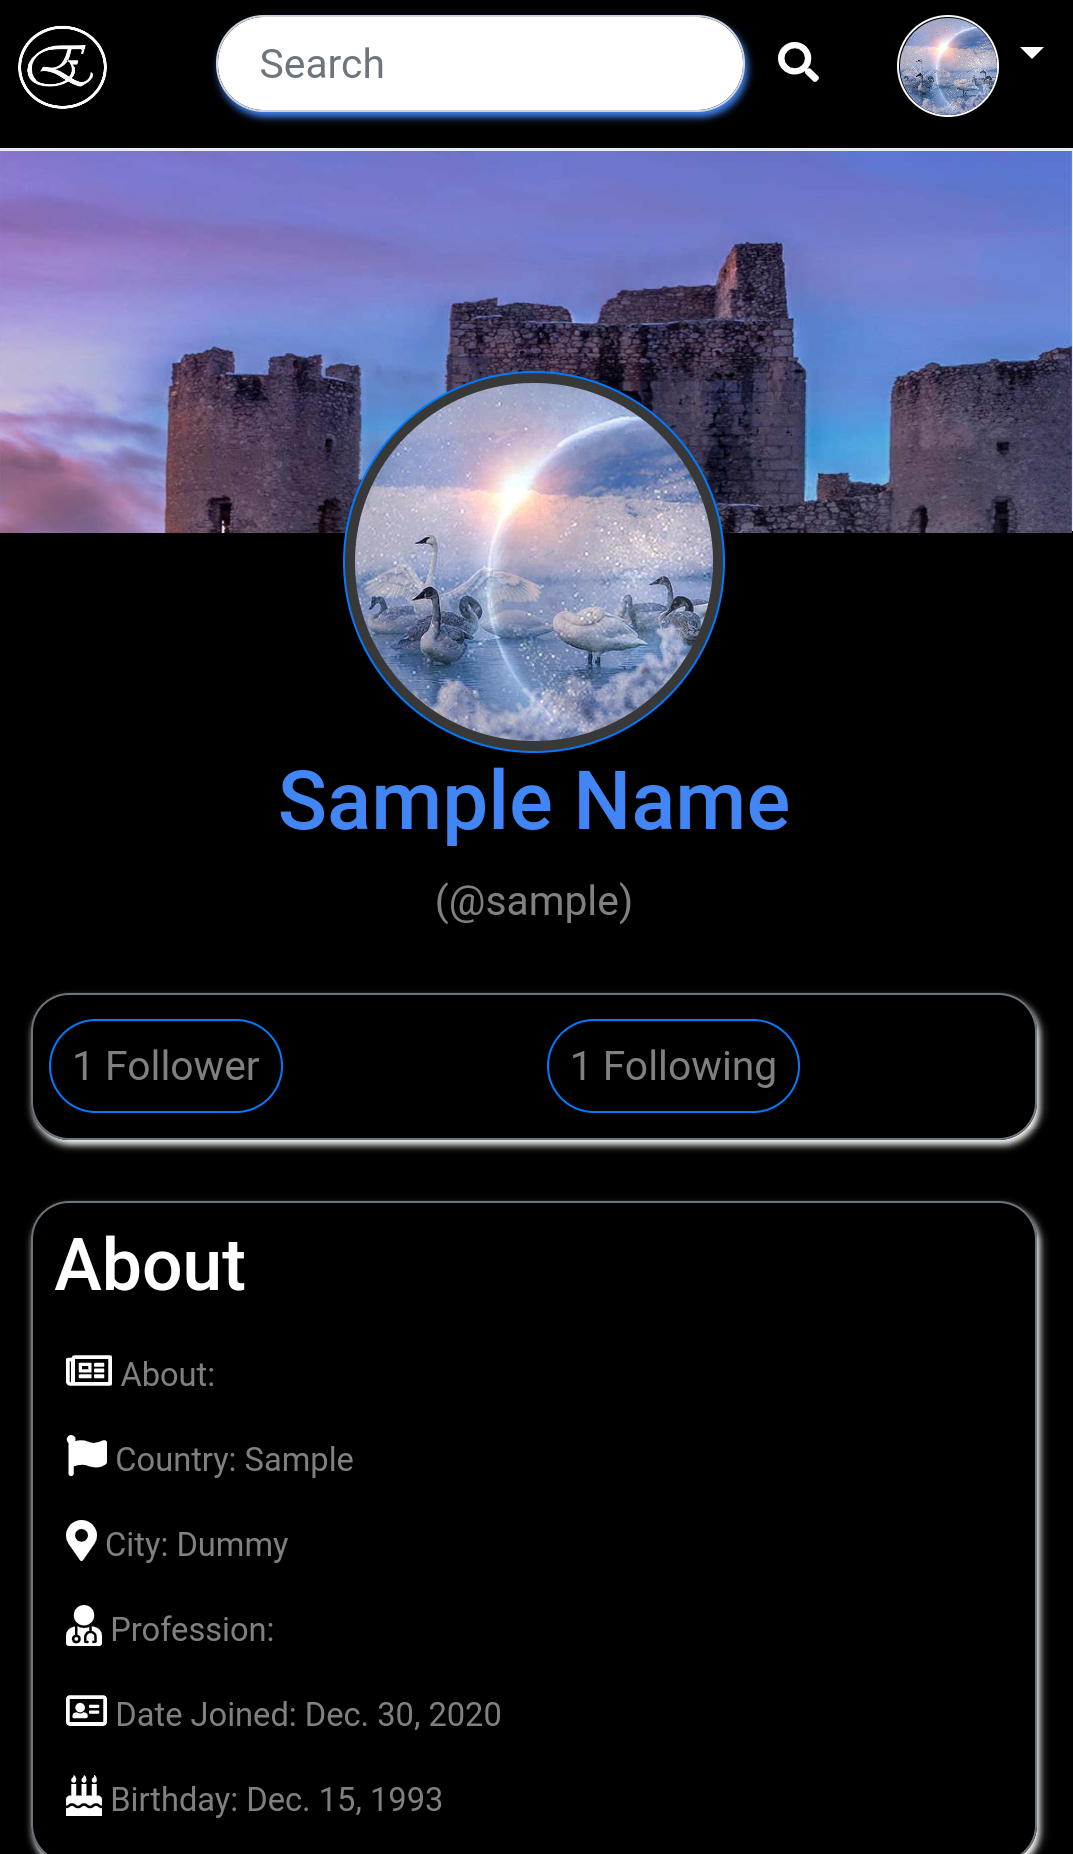 Search
Sample Name
(@sample)
1 Follower
1 Following
About
About:
Country: Sample
City: Dummy
Profession:
Date Joined: Dec. 30, 2020
Birthday: Dec. 15, 1993